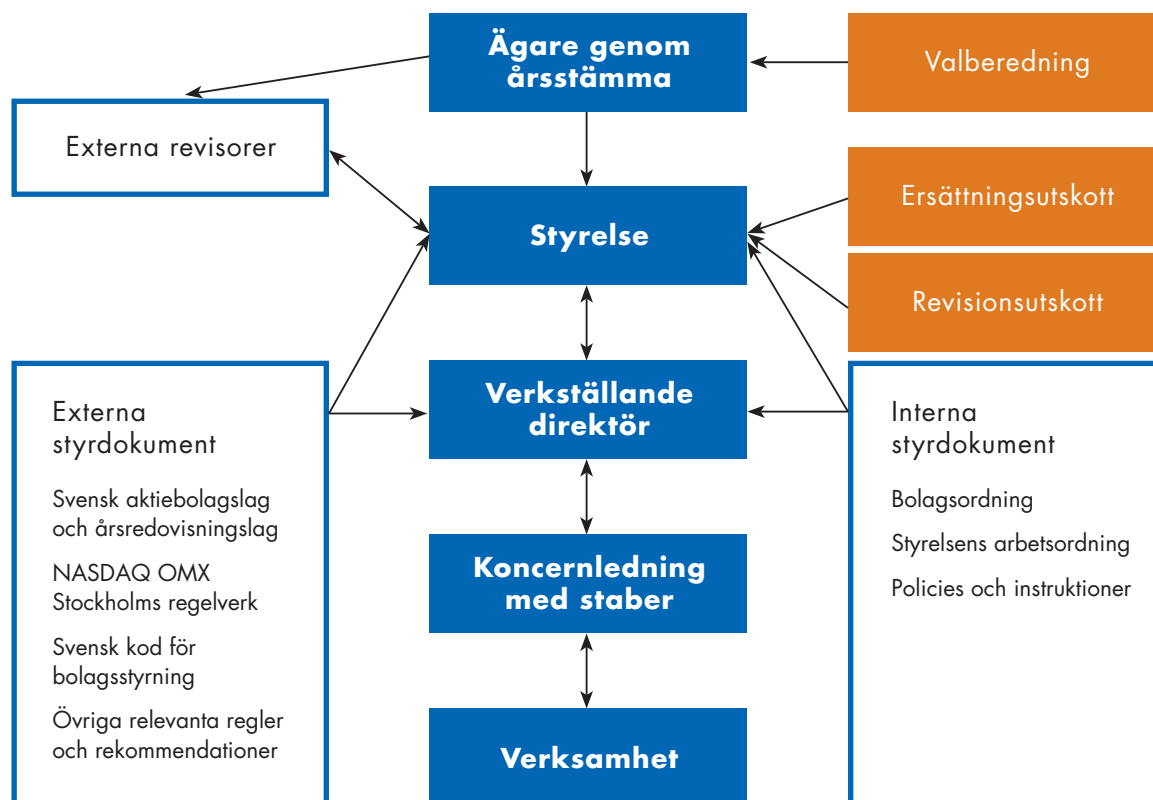 Ägare genom
årsstämma
Valberedning
Externa revisorer
Ersättningsutskott
Styrelse
Revisionsutskott
Verkställande
direktör
Externa
styrdokument
Svensk aktiebolagslag
och årsredovisningslag
NASDAQ OMX
Stockholms regelverk
Svensk kod för
bolagsstyrning
Övriga relevanta regler
och rekommendationer
Interna
styrdokument
Bolagsordning
Styrelsens arbetsordning
Policies och instruktioner
Koncernledning
med staber
Verksamhet